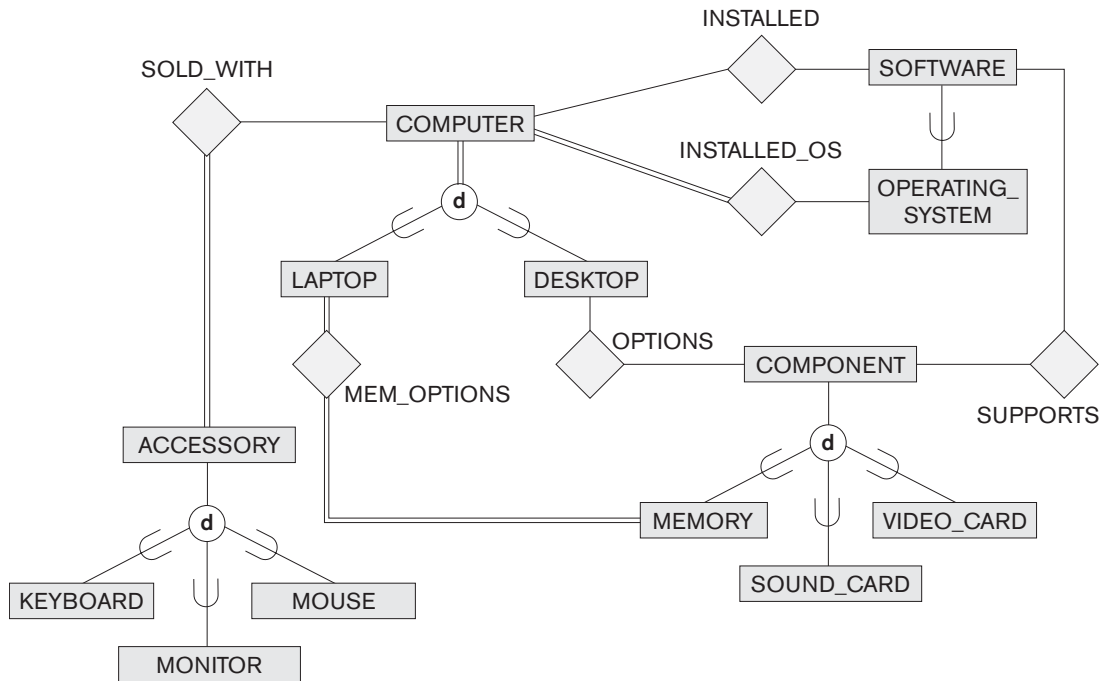 INSTALLED
SOLD_WITH
SOFTWARE
COMPUTER
INSTALLED_OS
d
OPERATING_
SYSTEM
LAPTOP
DESKTOP
OPTIONS
COMPONENT
MEM_OPTIONS
SUPPORTS
ACCESSORY
d
MEMORY
VIDEO_CARD
d
SOUND_CARD
KEYBOARD
MOUSE
MONITOR